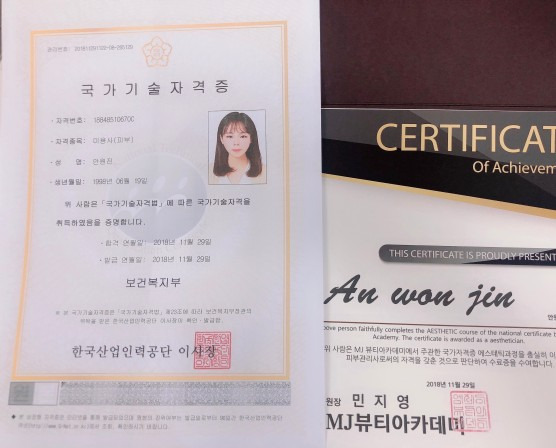 국 가 기 술 자 격 증
· 자격번호: 18848510670C
· 자격종목: 미용사(피부)
· 성 명: 안원진
· 생년월일: 1998년 06월 19일
위 사람은 「국가기술자격법」에 따른 국가기술자격을
취득하였음을 증명합니다.
· 합격 연월일: 2018년 11월 29일
· 발급 연월일: 2018년 11월 29일
보건복지부
한국산업인력공단 이사장
CERTIFICAT
Of Achievem
THIS CERTIFICATE IS PROUDLY PRESENT
An won jin
ove person faithfully completes the AESTHETIC course of the national certificate b
Academy. The certificate is awarded as a aesthetician.
위 사람은 MJ 뷰티아카데미에서 주관한 국가자격증 에스테틱과정을 충실히 이
피부관리사로써의 자격을 갖춘 것으로 판단하여 수료증을 수여합니다
2018년 11월 29일
원장 민 지 영
MJ뷰티아카데미